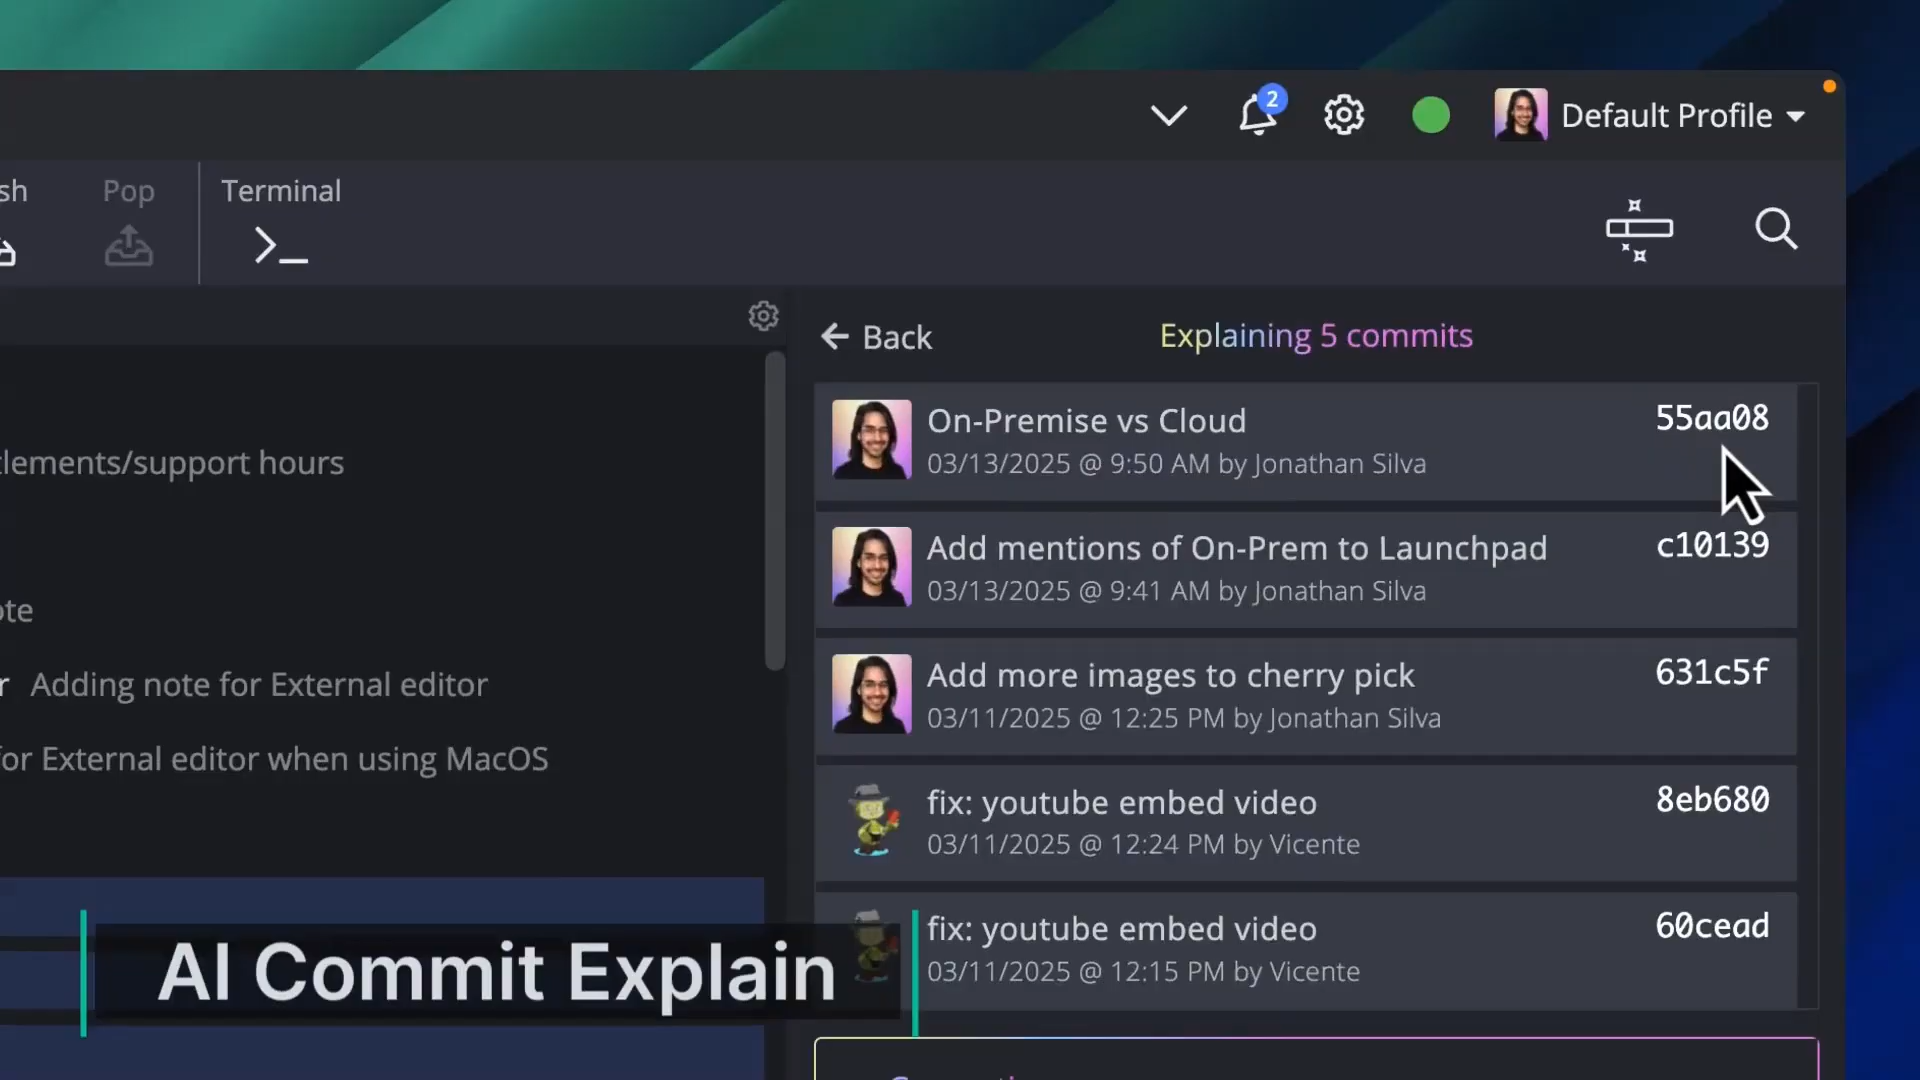 2
Default Profile
sh
Pop
Terminal
Back
Explaining 5 commits
On-Premise vs Cloud
55aa08
03/13/2025 @ 9:50 AM by Jonathan Silva
tlements/support hours
Add mentions of On-Prem to Launchpad
c10139
03/13/2025 @ 9:41 AM by Jonathan Silva
ote
Add more images to cherry pick
631c5f
03/11/2025 @ 12:25 PM by Jonathan Silva
r Adding note for External editor
for External editor when using MacOS
fix: youtube embed video
8eb680
03/11/2025 @ 12:24 PM by Vicente
fix: youtube embed video
60cead
03/11/2025 @ 12:15 PM by Vicente
AI Commit Explain